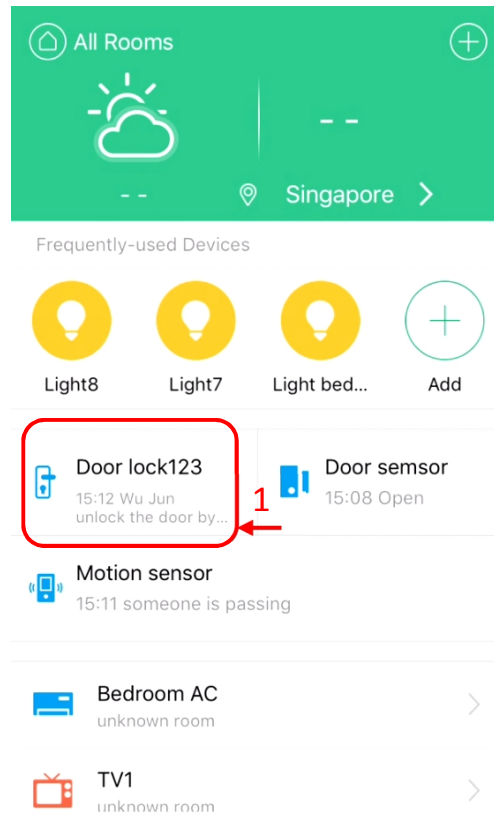 All Rooms
- -
- -
Singapore
Frequently-used Devices
Light8
Light7
Light bed...
Add
Door lock123
15:12 Wu Jun
unlock the door by...
1
Door semsor
15:08 Open
Motion sensor
15:11 someone is passing
Bedroom AC
unknown room
TV1
unknown room